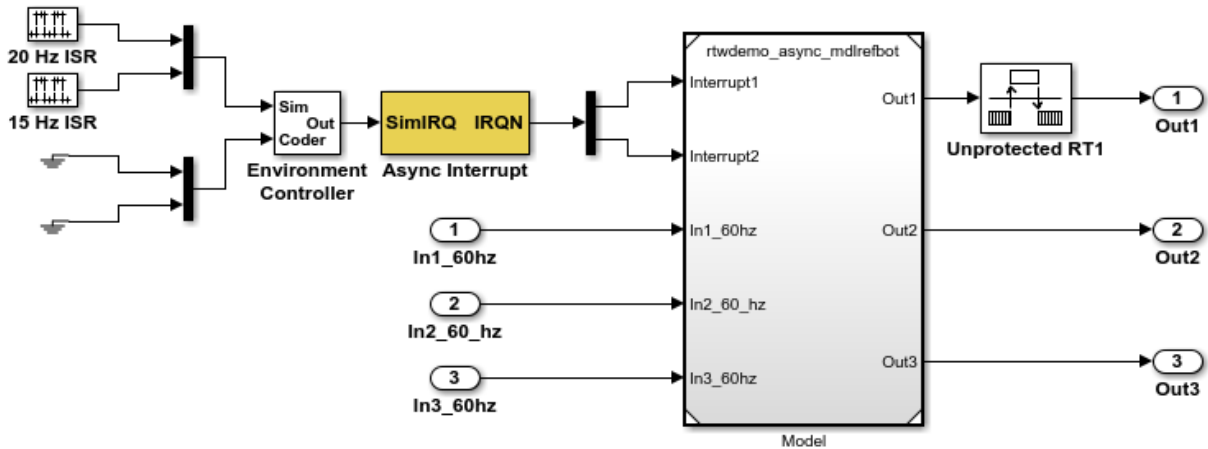 20 Hz ISR
15 Hz ISR
Sim
Out
Coder
Environment
Controller
SimIRQ IRQN
Async Interrupt
rtwdemo_async_mdlrefbot
Interrupt1
Interrupt2
In1_60hz
In2_60_hz
In3_60hz
Out1
Out2
Out3
Model
Unprotected RT1
1
Out1
2
Out2
3
Out3
1
In1_60hz
2
In2_60_hz
3
In3_60hz